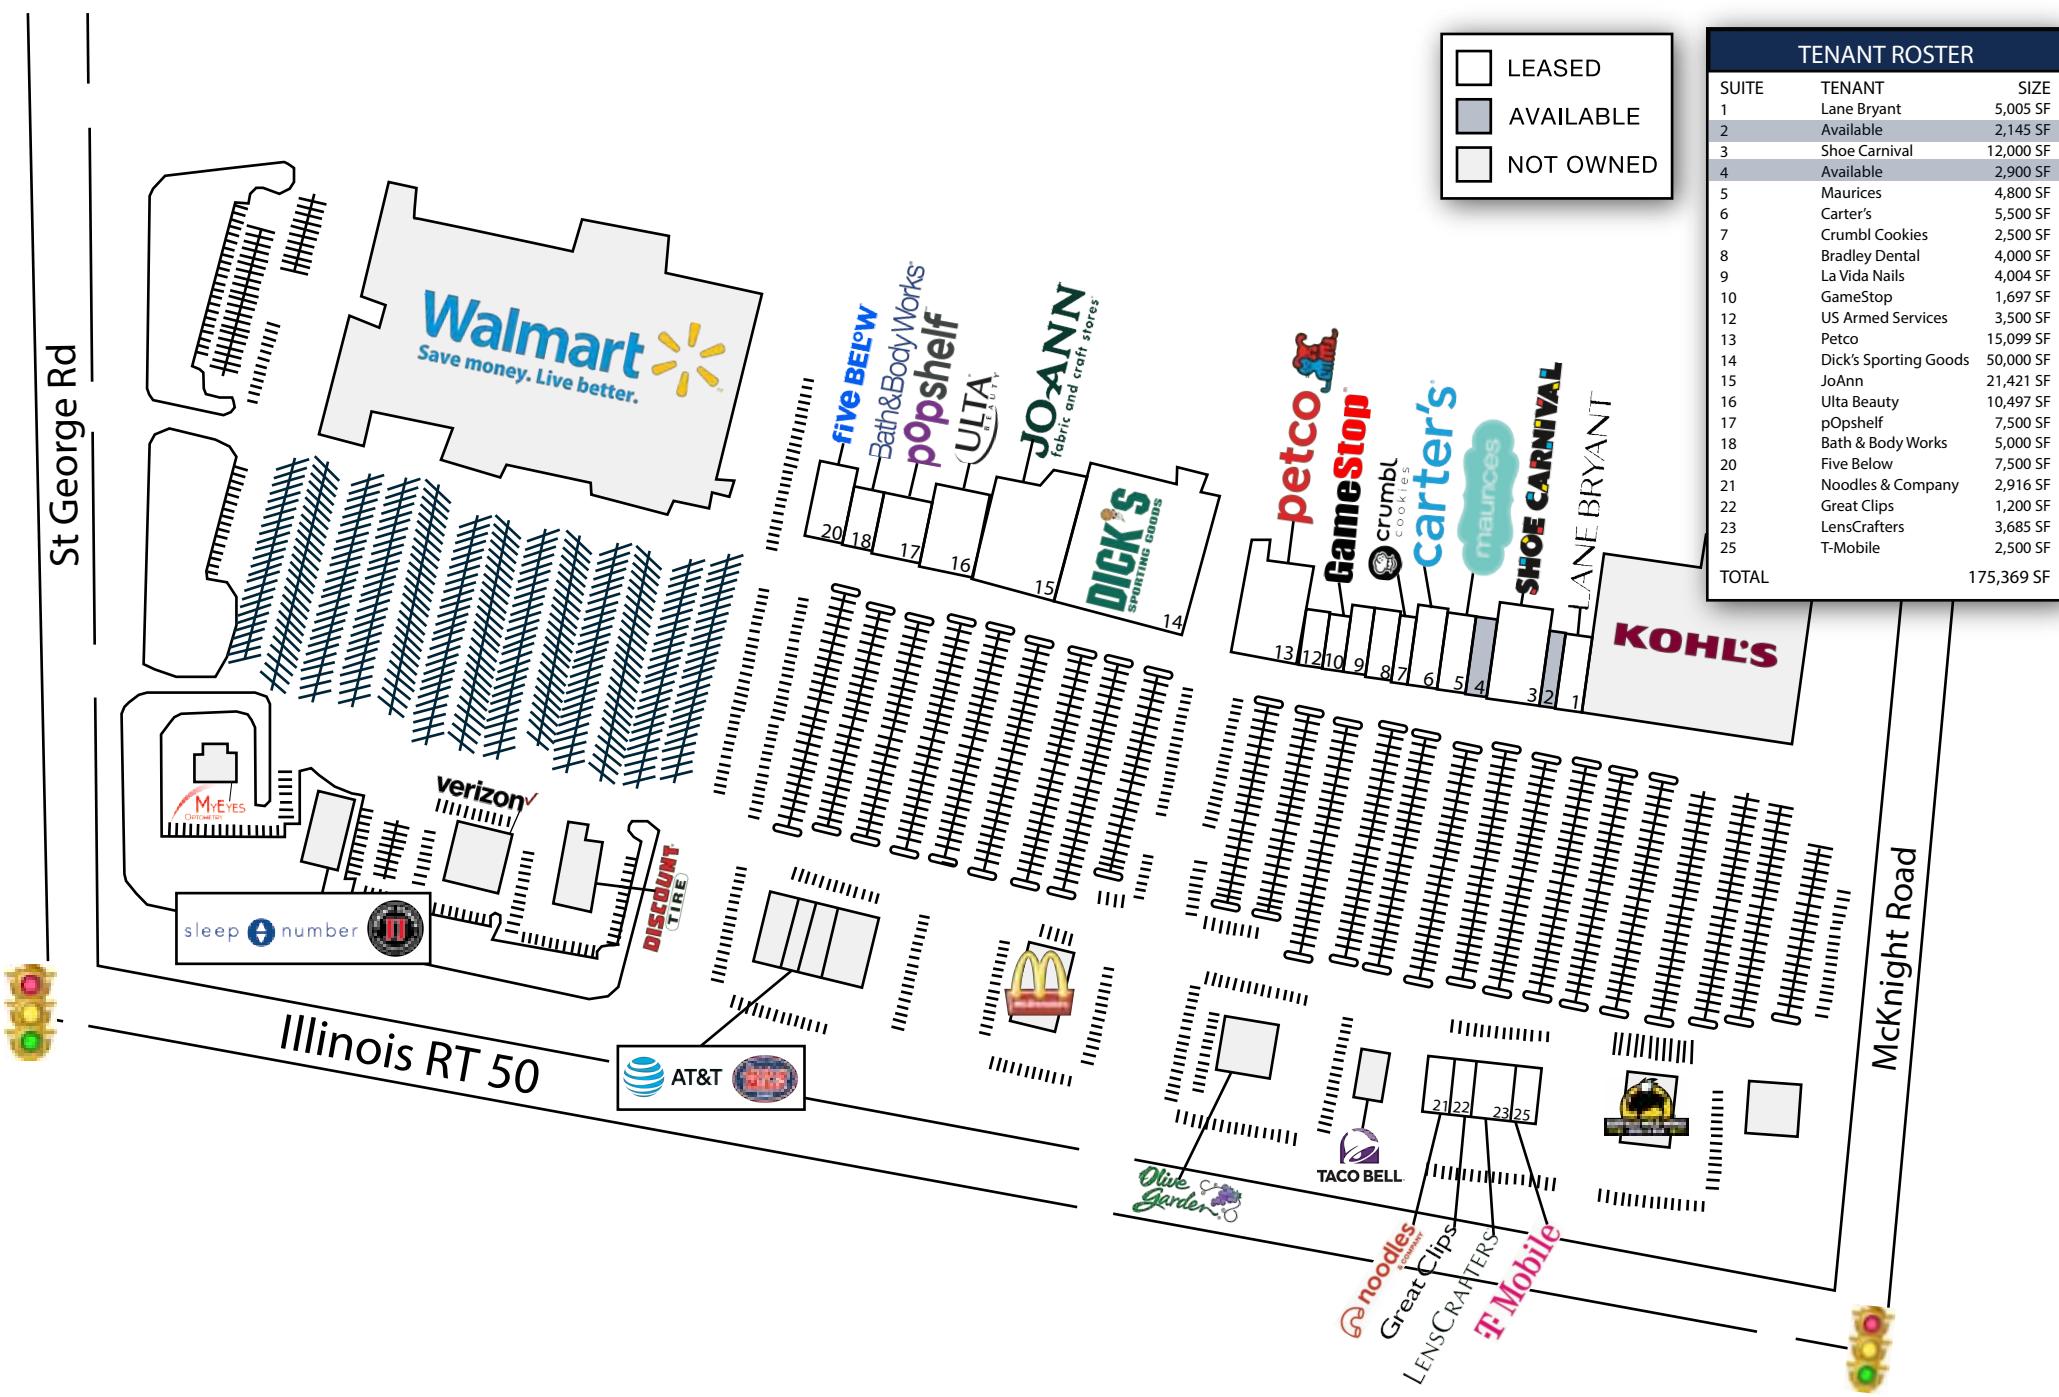 LEASED
AVAILABLE
NOT OWNED
TENANT ROSTER
SUITE TENANT SIZE
1 Lane Bryant 5,005 SF
2 Available 2,145 SF
3 Shoe Carnival 12,000 SF
4 Available 2,900 SF
5 Maurices 4,800 SF
6 Carter's 5,500 SF
7 Crumbl Cookies 2,500 SF
8 Bradley Dental 4,000 SF
9 La Vida Nails 4,004 SF
10 GameStop 1,697 SF
12 US Armed Services 3,500 SF
13 Petco 15,099 SF
14 Dick's Sporting Goods 50,000 SF
15 JoAnn 21,421 SF
16 Ulta Beauty 10,497 SF
17 pOpshelf 7,500 SF
18 Bath & Body Works 5,000 SF
20 Five Below 7,500 SF
21 Noodles & Company 2,916 SF
22 Great Clips 1,200 SF
23 LensCrafters 3,685 SF
25 T-Mobile 2,500 SF
TOTAL 175,369 SF
St George Rd
Walmart
Save money. Live better.
five BELOW
Bath & Body Works
popshelf
ULTA
BEAUTY
JOANN
fabric and craft stores
DICK'S
SPORTING GOODS
20 18 17 16 15 14
petco
GameStop
crumbl
cookies
carter's
maurices
SHOE CARNIVAL
LANE BRYANT
KOHL'S
13 12 10 9 8 7 6 5 4 3 2 1
MYEYES
OPTOMETRY
verizon
DISCOUNT
TIRE
sleep number
AT&T
Illinois RT 50
McKnight Road
Olive
Garden
TACO BELL
21 22 23 25
noodles
& COMPANY
Great Clips
LENSCRAFTERS
T Mobile